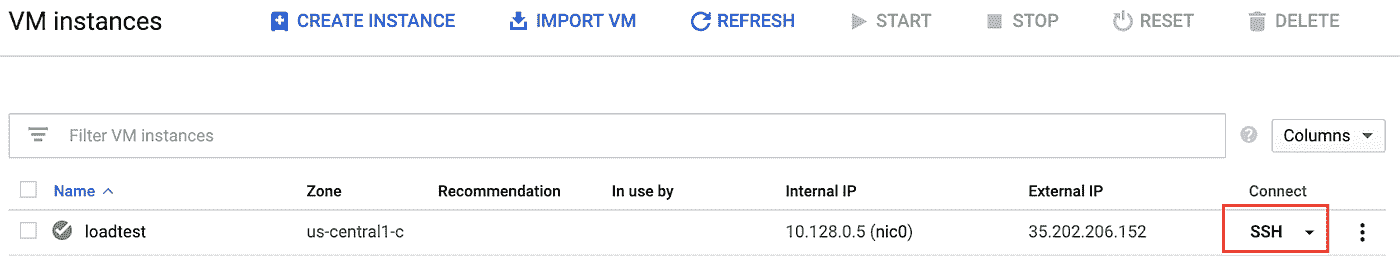 VM instances CREATE INSTANCE IMPORT VM REFRESH START STOP RESET DELETE
Filter VM instances Columns
Name Zone Recommendation In use by Internal IP External IP Connect
loadtest us-central1-c 10.128.0.5 (nic0) 35.202.206.152 SSH